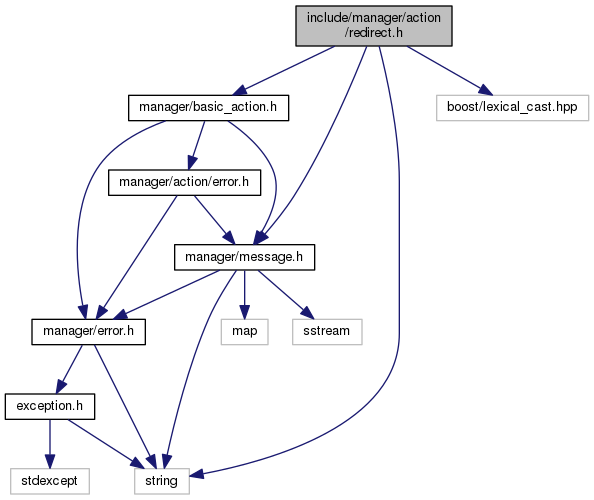 include/manager/action
/redirect.h
manager/basic_action.h
boost/lexical_cast.hpp
manager/action/error.h
manager/message.h
manager/error.h
map
sstream
exception.h
stdexcept
string